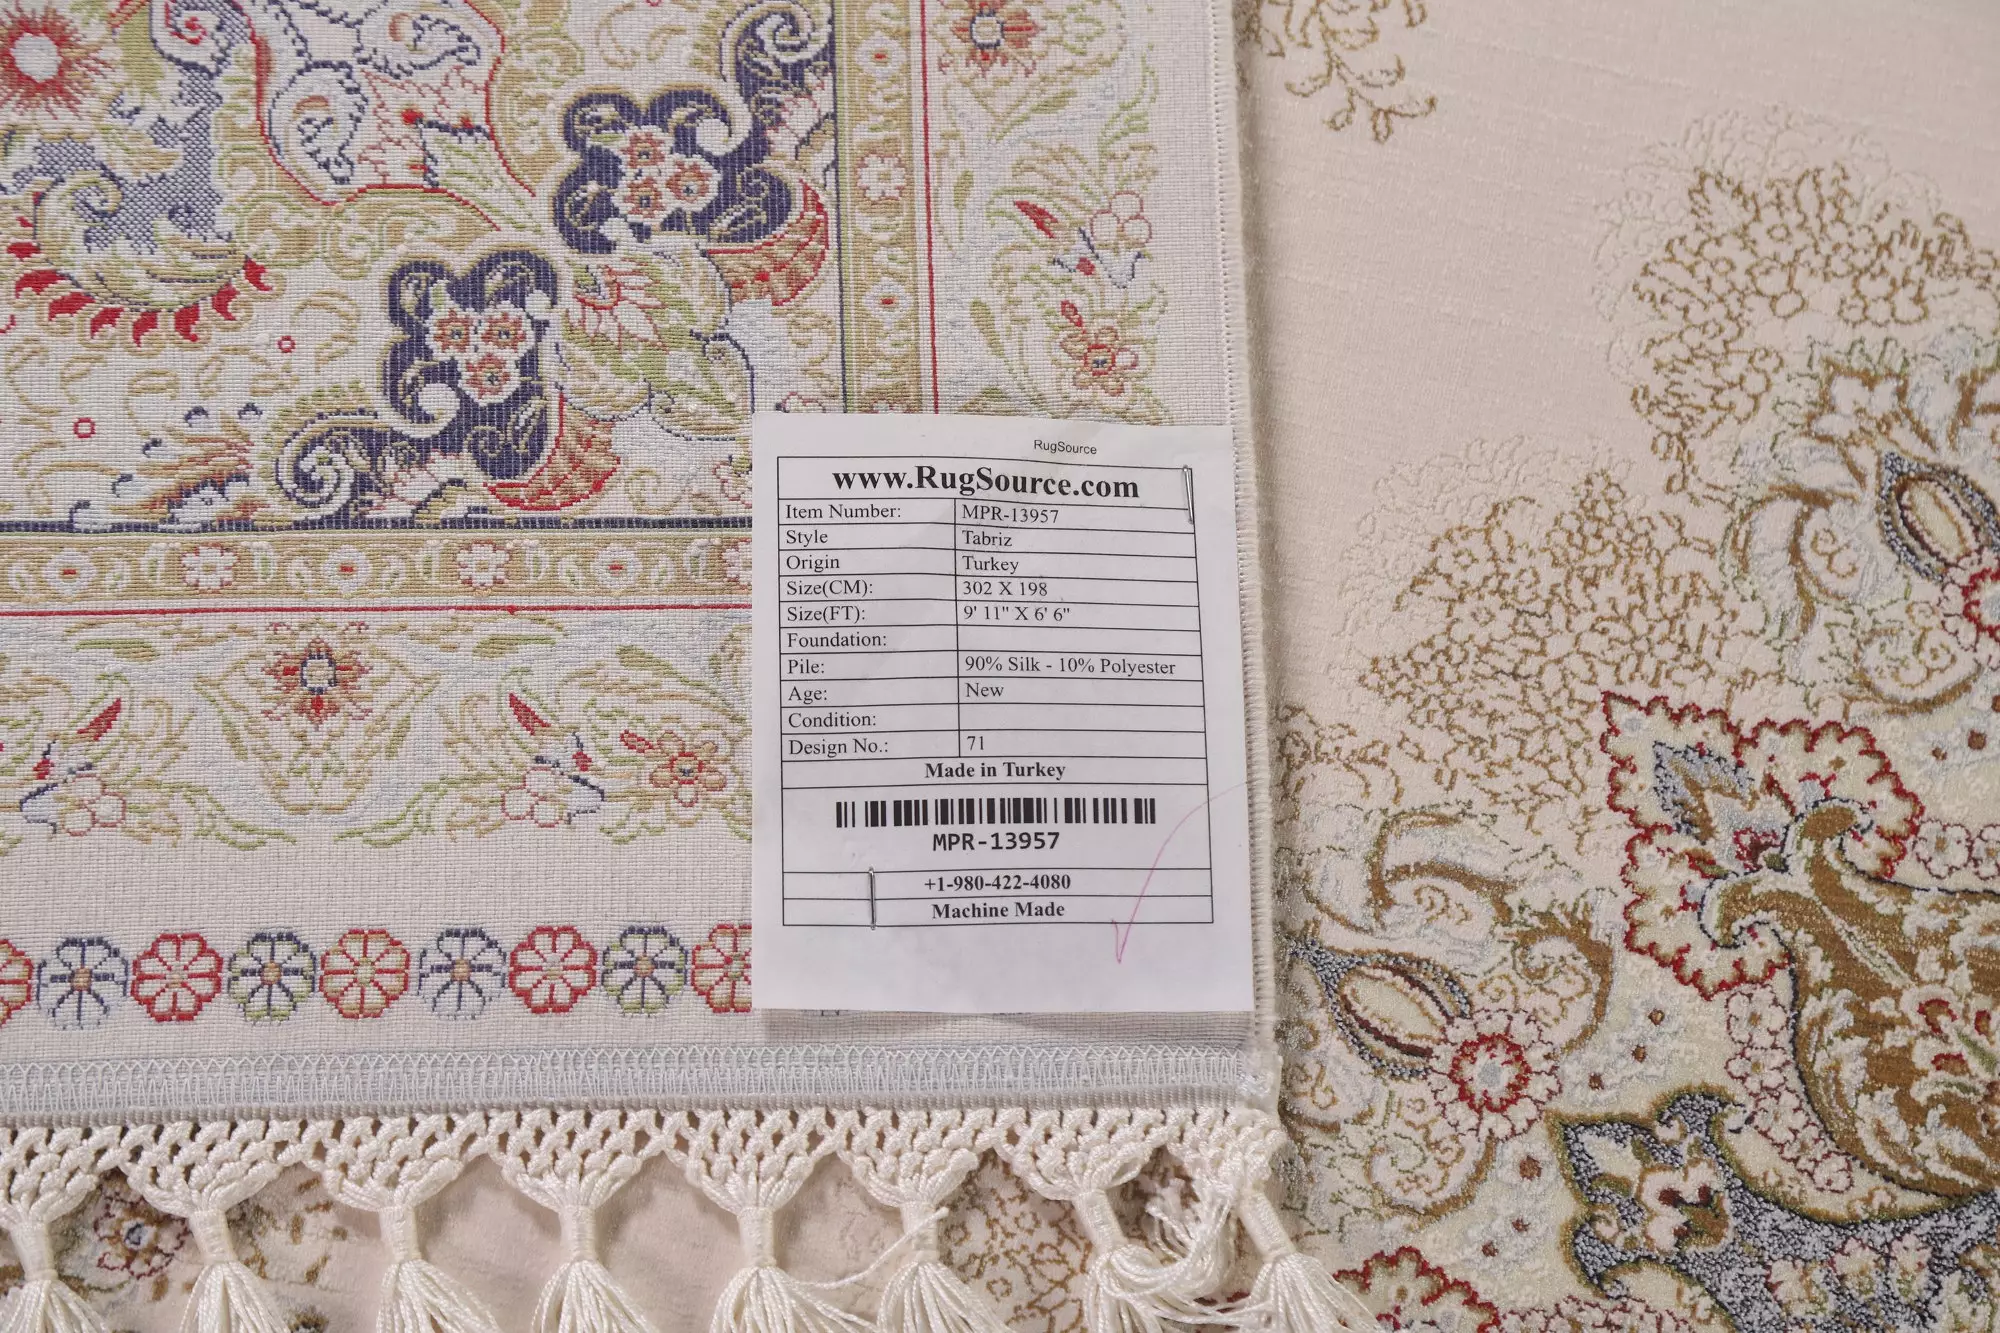 RugSource
www.RugSource.com
Item Number: MPR-13957
Style Tabriz
Origin Turkey
Size(CM): 302 X 198
Size(FT): 9' 11" X 6' 6"
Foundation:
Pile: 90% Silk - 10% Polyester
Age: New
Condition:
Design No.: 71
Made in Turkey
MPR-13957
+1-980-422-4080
Machine Made